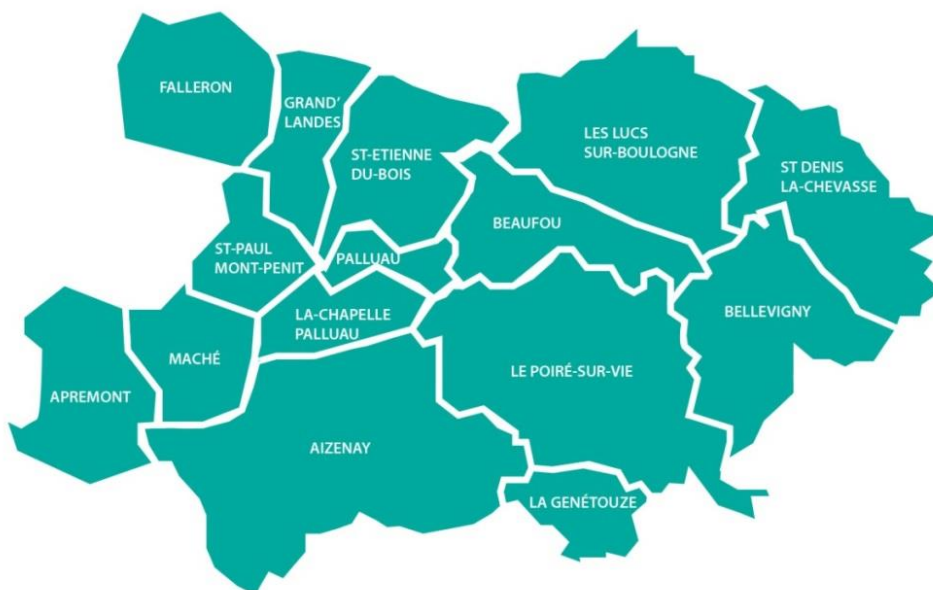 FALLERON
GRAND'
LANDES
ST-ETIENNE
DU-BOIS
LES LUCS
SUR-BOULOGNE
ST DENIS
LA-CHEVASSE
BEAUFOU
ST-PAUL
MONT-PENIT
PALLUAU
LA-CHAPELLE
PALLUAU
BELLEVIGNY
MACHÉ
LE POIRÉ-SUR-VIE
APREMONT
AIZENAY
LA GENÉTOUZE